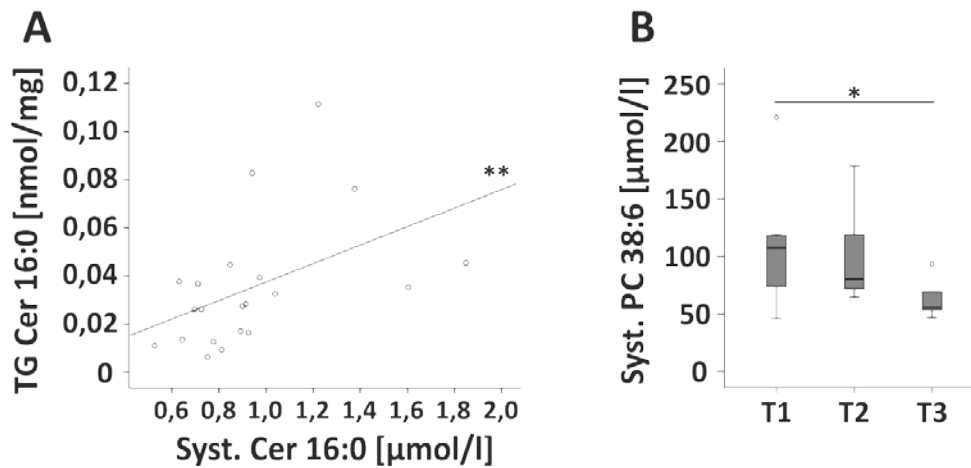 A
TG Cer 16:0 [nmol/mg]
0,12
0,10
0,08
0,06
0,04
0,02
0
**
0,6 0,8 1,0 1,2 1,4 1,6 1,8 2,0
Syst. Cer 16:0 [µmol/l]
B
Syst. PC 38:6 [µmol/l]
250
200
150
100
50
0
*
T1 T2 T3